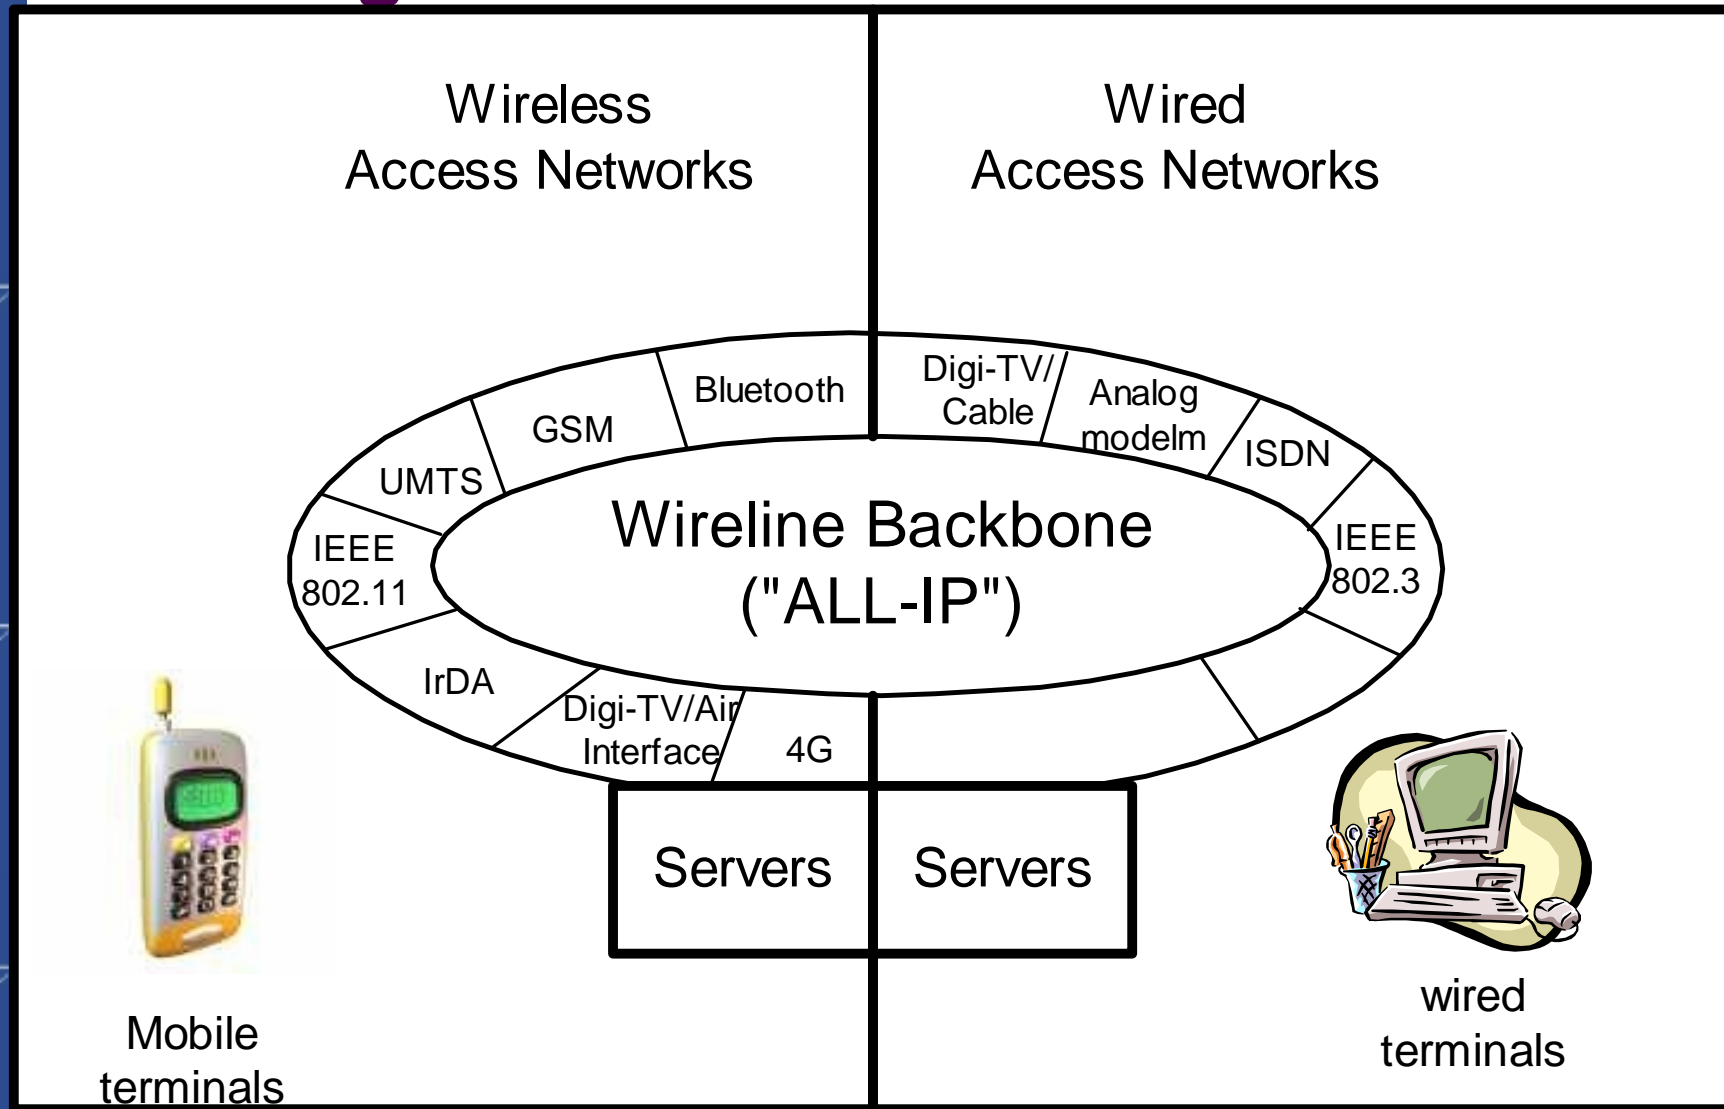 Wireless
Access Networks
Wired
Access Networks
Bluetooth
GSM
UMTS
IEEE
802.11
IrDA
Digi-TV/Air
Interface
4G
Digi-TV/
Cable
Analog
modelm
ISDN
IEEE
802.3
Wireline Backbone
("ALL-IP")
Servers
Servers
Mobile
terminals
wired
terminals